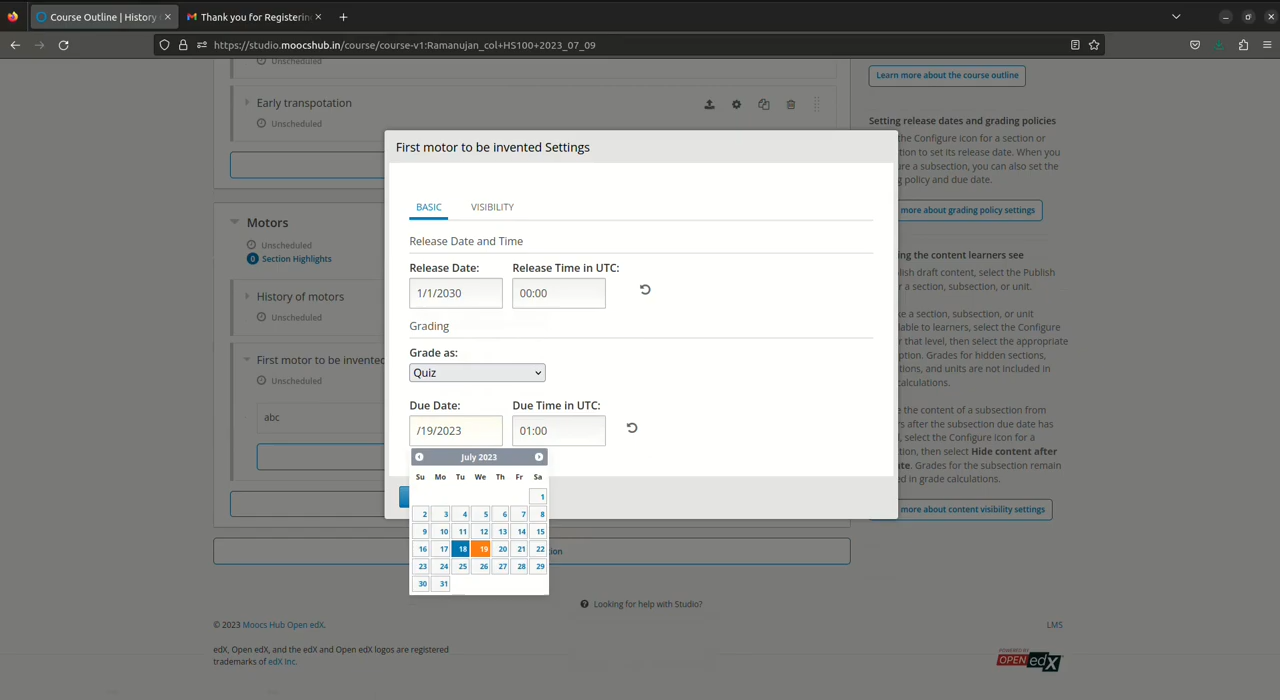 Course Outline | History
Thank you for Registerin
https://studio.moocshub.in/course/course-v1:Ramanujan_col+HS100+2023_07_09
Unscheduled
Learn more about the course outline
Early transpotation
Unscheduled
Setting release dates and grading policies
the Configure icon for a section or
tion to set its release date. When you
ure a subsection, you can also set the
g policy and due date.
more about grading policy settings
First motor to be invented Settings
BASIC
VISIBILITY
Release Date and Time
Release Date:
Release Time in UTC:
1/1/2030
00:00
Grading
Grade as:
Quiz
Due Date:
Due Time in UTC:
/19/2023
01:00
July 2023
Su Mo Tu We Th Fr Sa
1
2 3 4 5 6 7 8
9 10 11 12 13 14 15
16 17 18 19 20 21 22
23 24 25 26 27 28 29
30 31
Motors
Unscheduled
0 Section Highlights
History of motors
Unscheduled
First motor to be invented
Unscheduled
abc
ing the content learners see
lish draft content, select the Publish
r a section, subsection, or unit.
ke a section, subsection, or unit
lable to learners, select the Configure
r that level, then select the appropriate
ption. Grades for hidden sections,
tions, and units are not included in
calculations.
e the content of a subsection from
rs after the subsection due date has
, select the Configure icon for a
tion, then select Hide content after
ate. Grades for the subsection remain
ed in grade calculations.
more about content visibility settings
ion
Looking for help with Studio?
© 2023 Moocs Hub Open edX.
LMS
edX, Open edX, and the edX and Open edX logos are registered
trademarks of edX Inc.
POWERED BY
OPEN edX